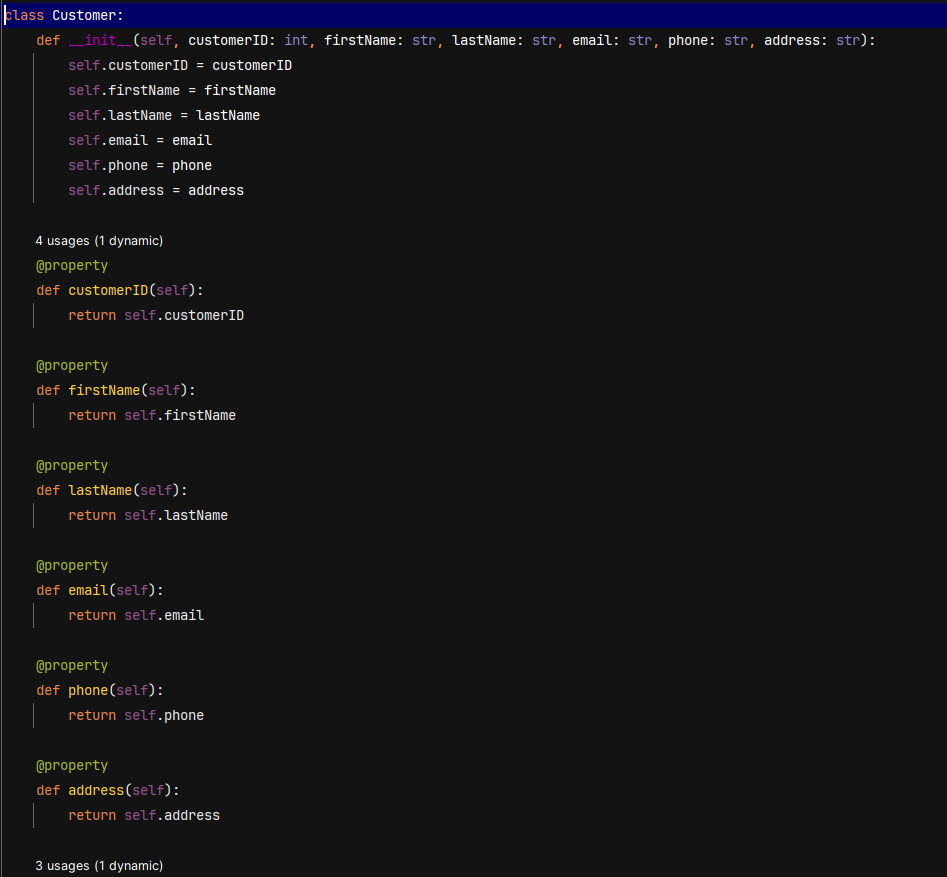 class Customer:
    def __init__(self, customerID: int, firstName: str, lastName: str, email: str, phone: str, address: str):
        self.customerID = customerID
        self.firstName = firstName
        self.lastName = lastName
        self.email = email
        self.phone = phone
        self.address = address
    4 usages (1 dynamic)
    @property
    def customerID(self):
        return self.customerID
    @property
    def firstName(self):
        return self.firstName
    @property
    def lastName(self):
        return self.lastName
    @property
    def email(self):
        return self.email
    @property
    def phone(self):
        return self.phone
    @property
    def address(self):
        return self.address
    3 usages (1 dynamic)